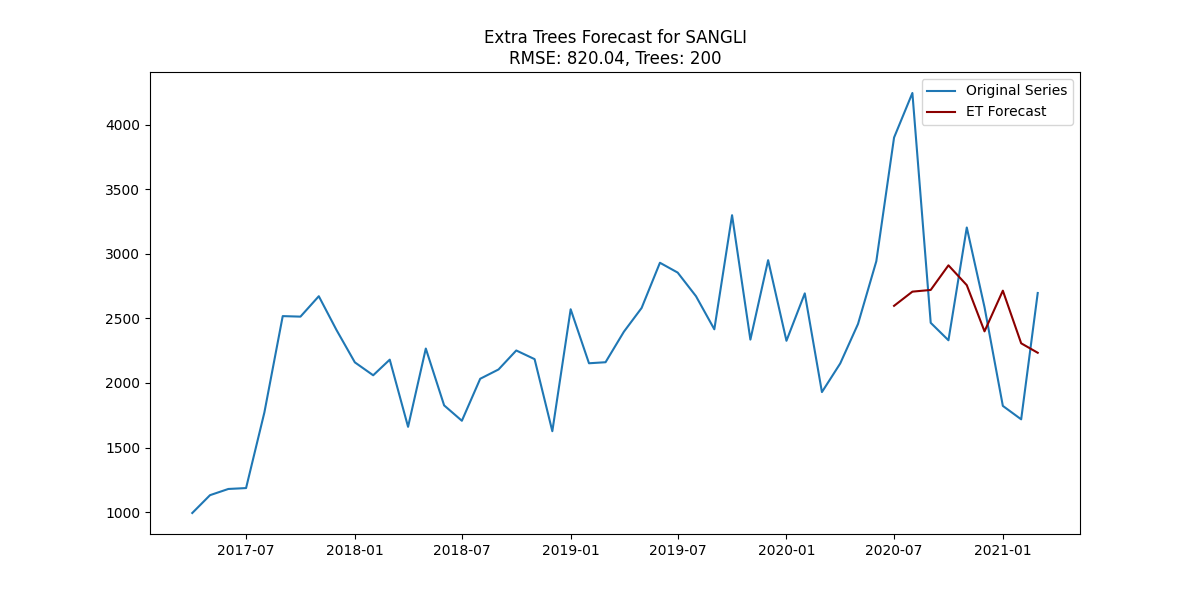 Extra Trees Forecast for SANGLI
RMSE: 820.04, Trees: 200
Original Series
ET Forecast
4000
3500
3000
2500
2000
1500
1000
2017-07 2018-01 2018-07 2019-01 2019-07 2020-01 2020-07 2021-01